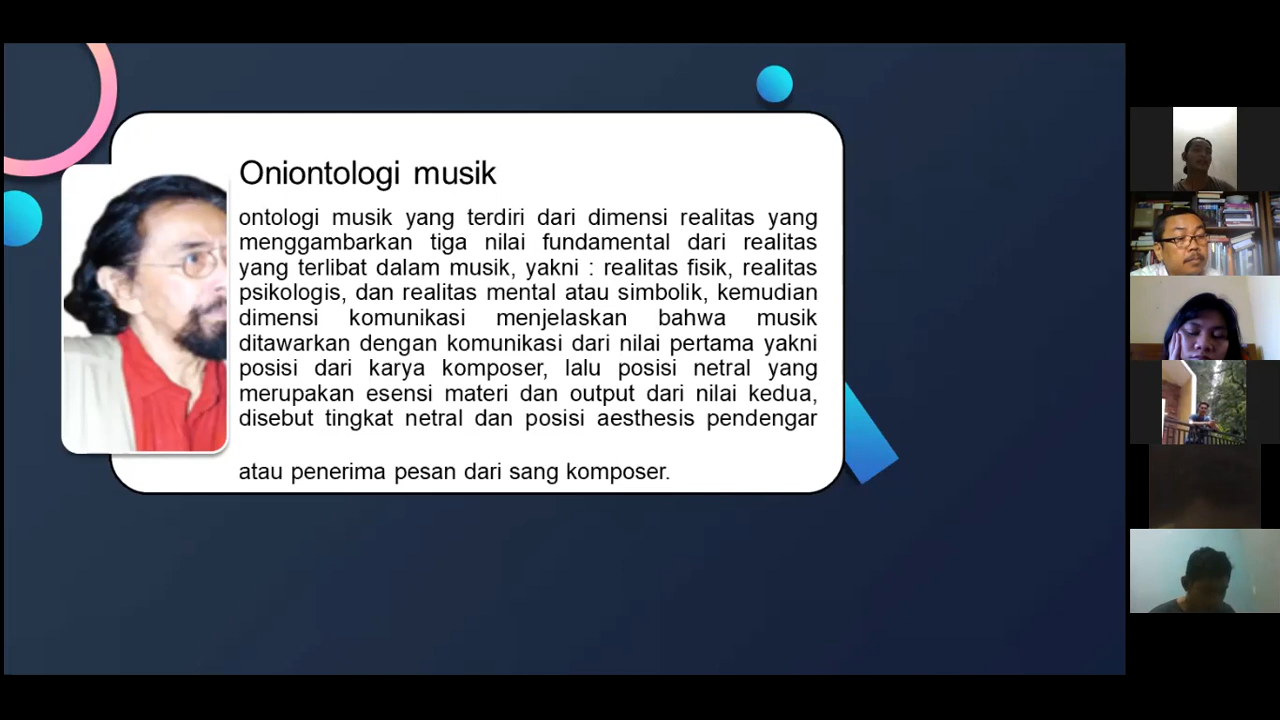 Oniontologi musik
ontologi musik yang terdiri dari dimensi realitas yang
menggambarkan tiga nilai fundamental dari realitas
yang terlibat dalam musik, yakni : realitas fisik, realitas
psikologis, dan realitas mental atau simbolik, kemudian
dimensi komunikasi menjelaskan bahwa musik
ditawarkan dengan komunikasi dari nilai pertama yakni
posisi dari karya komposer, lalu posisi netral yang
merupakan esensi materi dan output dari nilai kedua,
disebut tingkat netral dan posisi aesthesis pendengar
atau penerima pesan dari sang komposer.